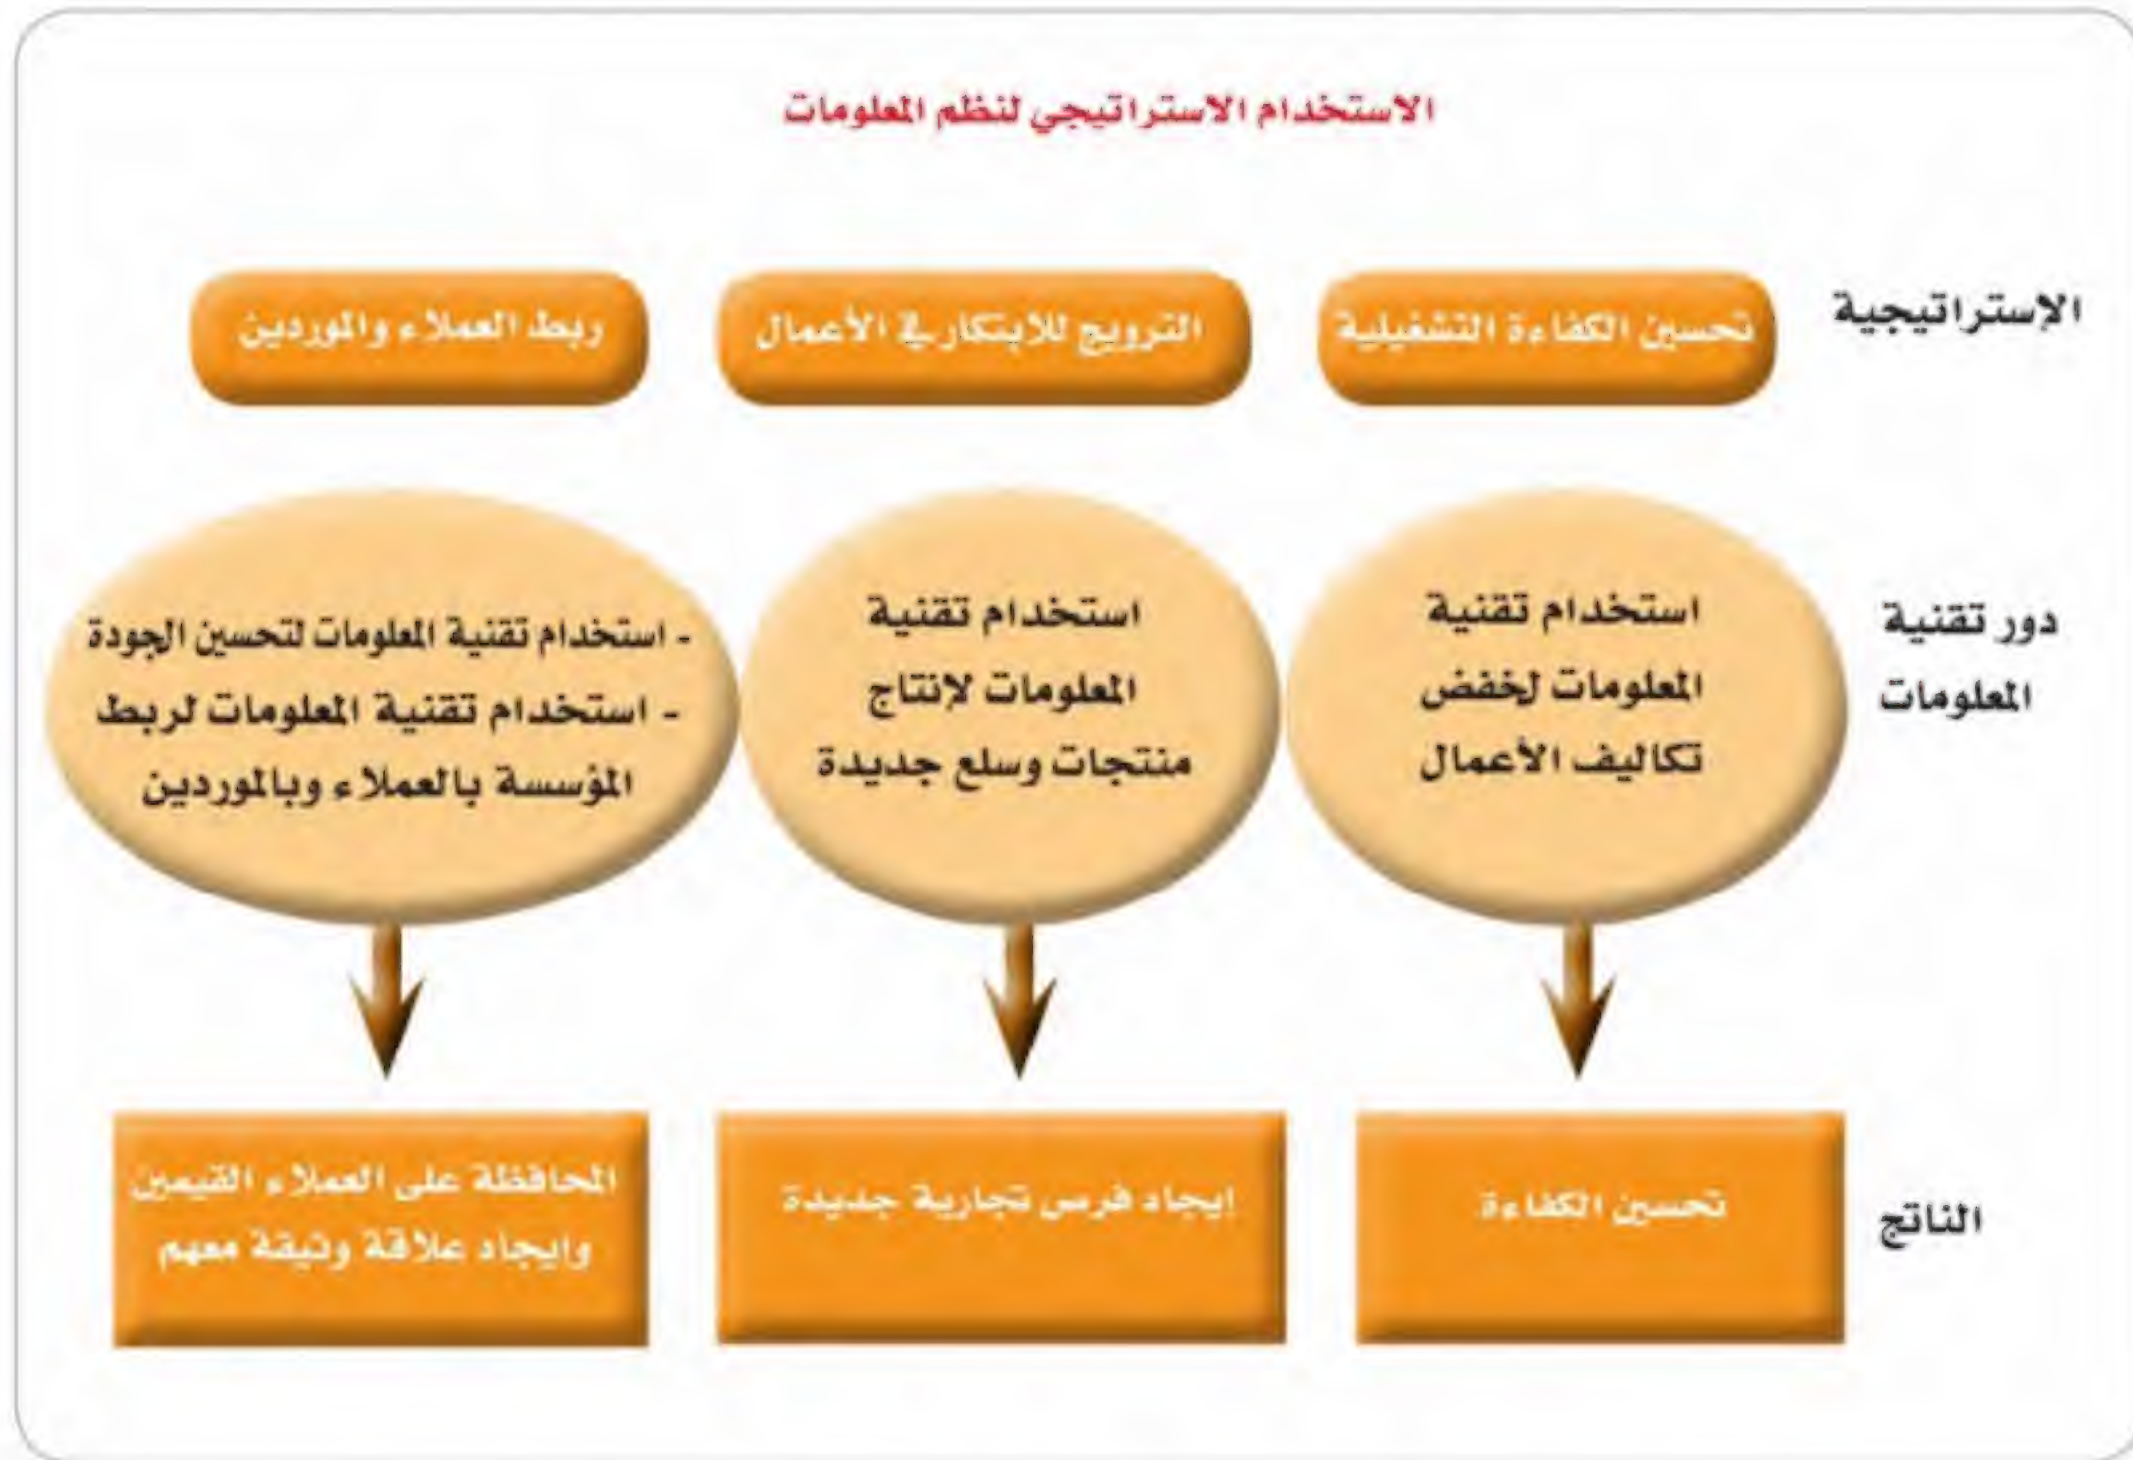 الاستخدام الاستراتيجي لنظم المعلومات
الإستراتيجية
تحسين الكفاءة التشغيلية
الترويج للابتكار في الأعمال
ربط العملاء والموردين
دور تقنية
المعلومات
استخدام تقنية
المعلومات لخفض
تكاليف الأعمال
استخدام تقنية
المعلومات لإنتاج
منتجات وسلع جديدة
- استخدام تقنية المعلومات لتحسين الجودة
- استخدام تقنية المعلومات لربط
المؤسسة بالعملاء وبالموردين
الناتج
تحسين الكفاءة
إيجاد فرص تجارية جديدة
المحافظة على العملاء القيمين
وايجاد علاقة وثيقة معهم